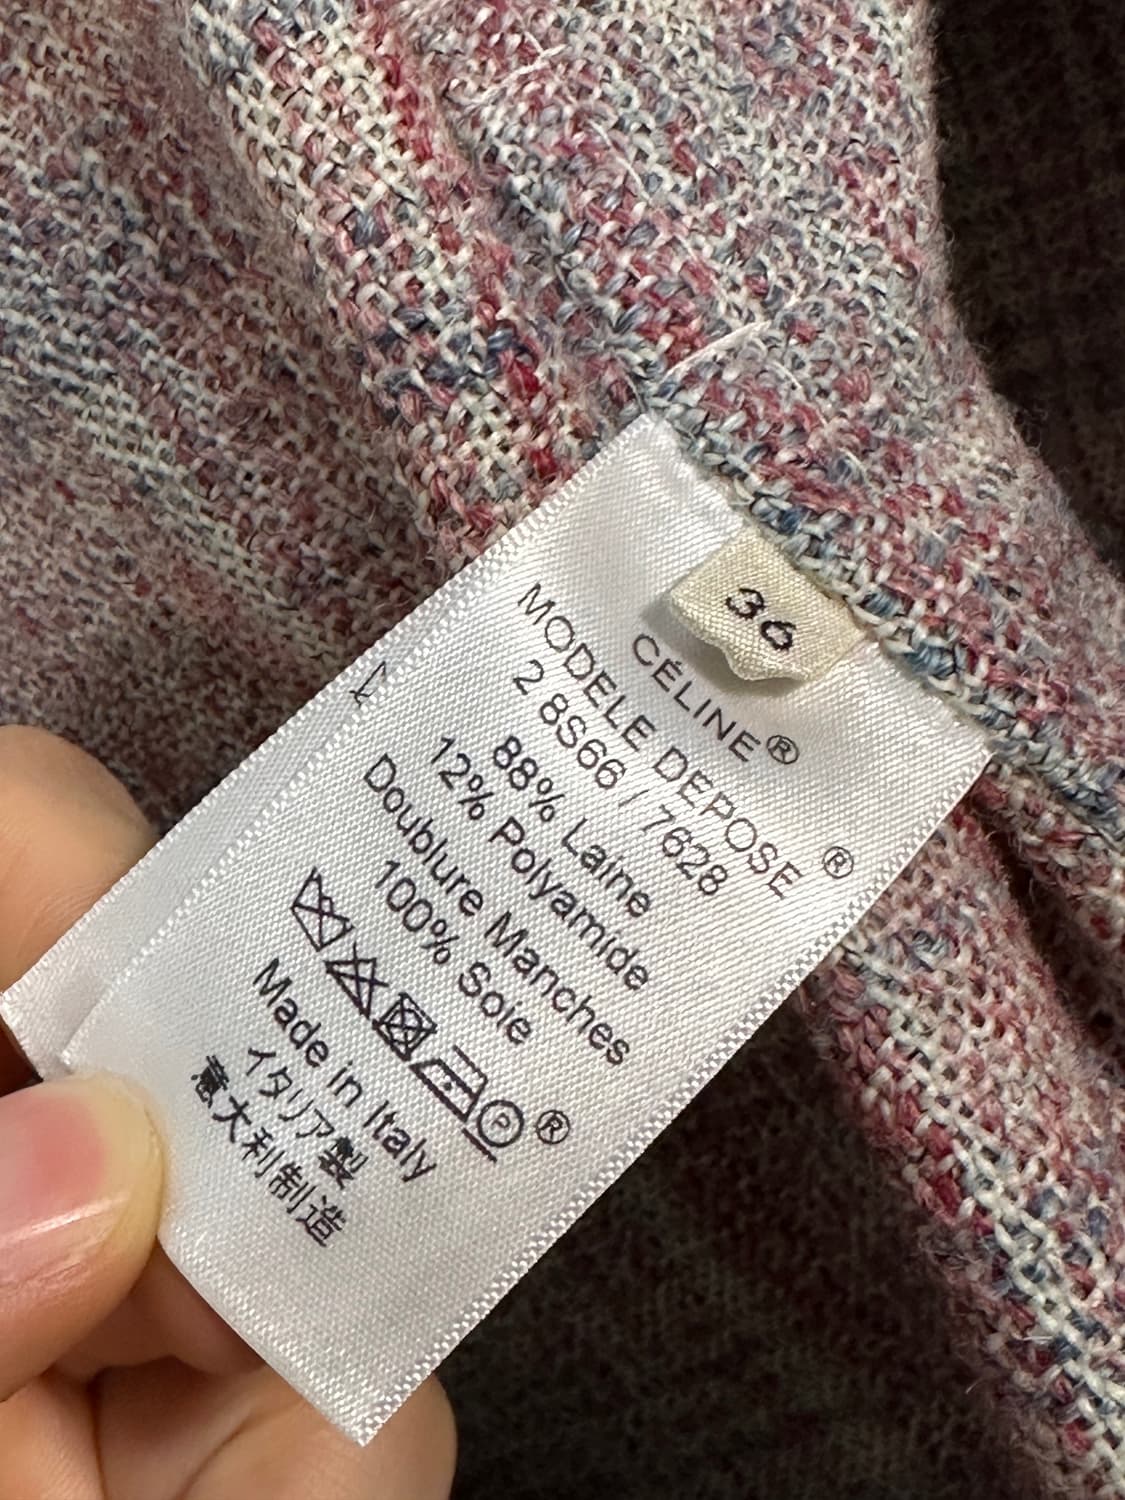 36
CÉLINE®
MODELE DEPOSE ®
2 8S66 / 7628
88% Laine
12% Polyamide
Doublure Manches
100% Soie
P ®
Made in Italy
イタリア製
意大利制造